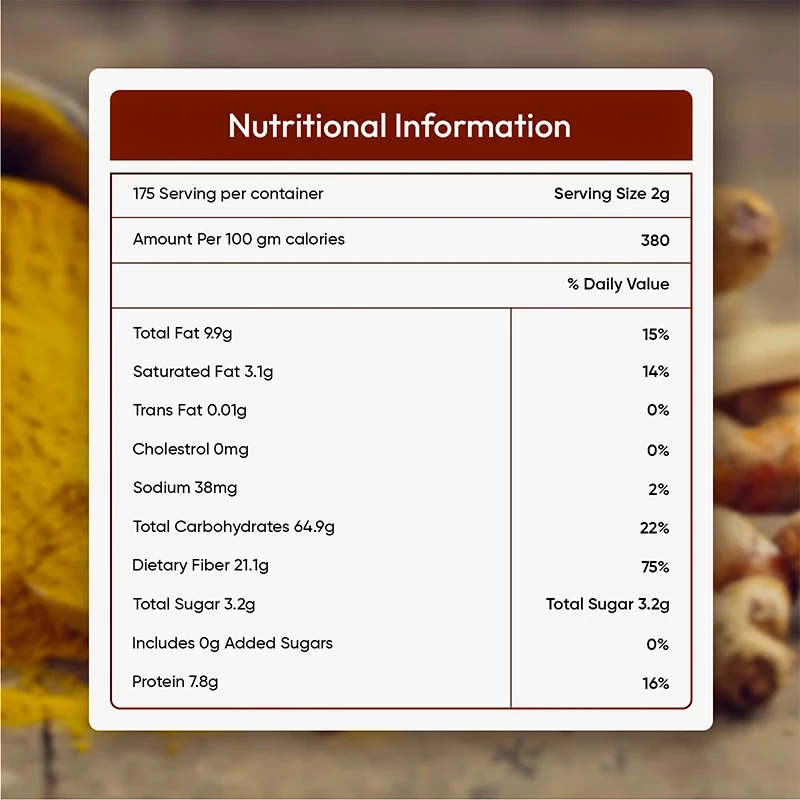 Nutritional Information
175 Serving per container Serving Size 2g
Amount Per 100 gm calories 380
% Daily Value
Total Fat 9.9g 15%
Saturated Fat 3.1g 14%
Trans Fat 0.01g 0%
Cholestrol 0mg 0%
Sodium 38mg 2%
Total Carbohydrates 64.9g 22%
Dietary Fiber 21.1g 75%
Total Sugar 3.2g Total Sugar 3.2g
Includes 0g Added Sugars 0%
Protein 7.8g 16%